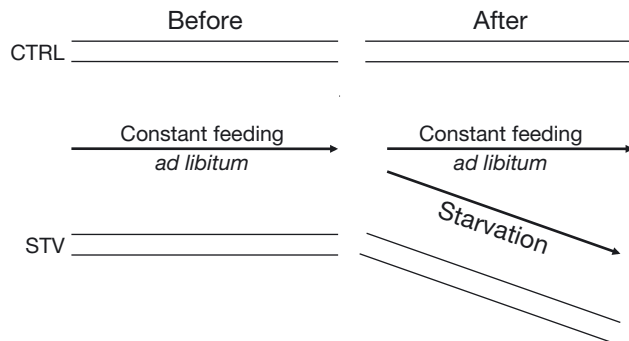 Before After
CTRL
Constant feeding Constant feeding
ad libitum ad libitum
Starvation
STV